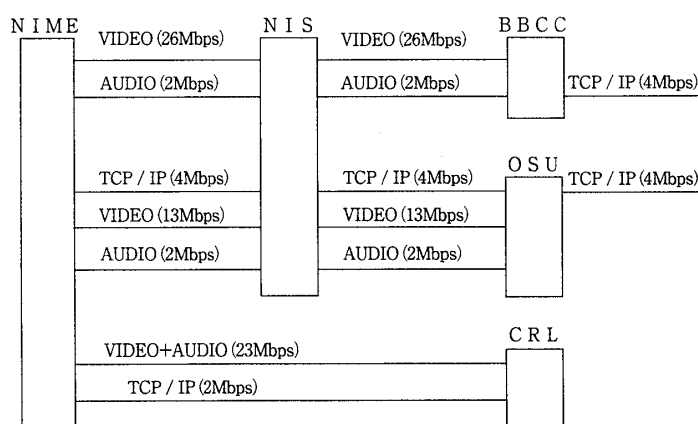 NIME NIS BBCC
VIDEO (26Mbps) VIDEO (26Mbps)
AUDIO (2Mbps) AUDIO (2Mbps) TCP / IP (4Mbps)
OSU
TCP / IP (4Mbps) TCP / IP (4Mbps) TCP / IP (4Mbps)
VIDEO (13Mbps) VIDEO (13Mbps)
AUDIO (2Mbps) AUDIO (2Mbps)
CRL
VIDEO+AUDIO (23Mbps)
TCP / IP (2Mbps)